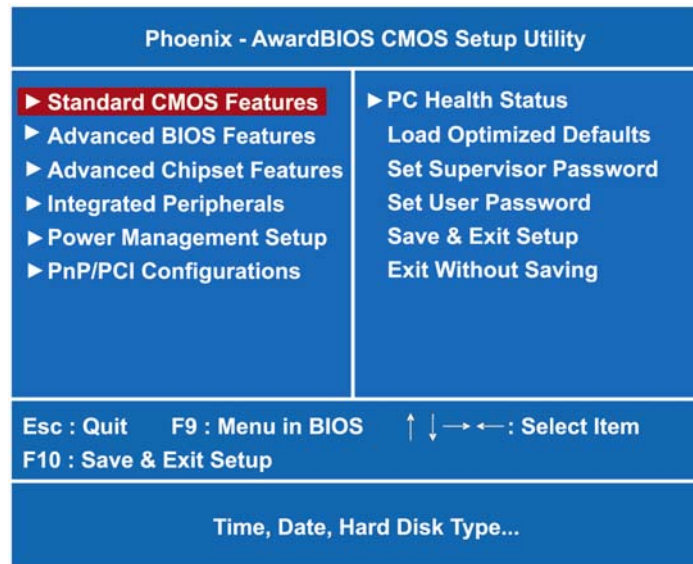 Phoenix - AwardBIOS CMOS Setup Utility
▶ Standard CMOS Features
▶ Advanced BIOS Features
▶ Advanced Chipset Features
▶ Integrated Peripherals
▶ Power Management Setup
▶ PnP/PCI Configurations
▶ PC Health Status
Load Optimized Defaults
Set Supervisor Password
Set User Password
Save & Exit Setup
Exit Without Saving
Esc : Quit F9 : Menu in BIOS ↑ ↓ → ← : Select Item
F10 : Save & Exit Setup
Time, Date, Hard Disk Type...